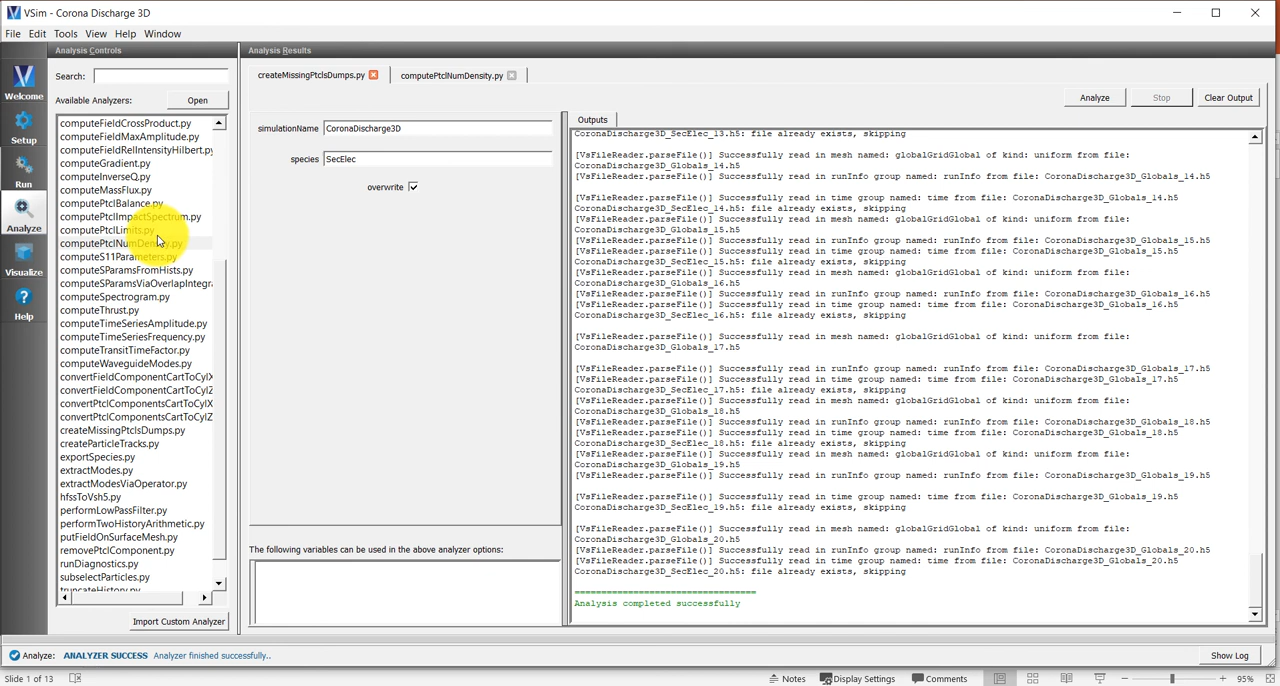 VSim - Corona Discharge 3D
File Edit Tools View Help Window
Analysis Controls
Analysis Results
Welcome
Setup
Run
Analyze
Visualize
Help
Search:
Available Analyzers: Open
computeFieldCrossProduct.py
computeFieldMaxAmplitude.py
computeFieldRelIntensityHilbert.py
computeGradient.py
computeInverseQ.py
computeMassFlux.py
computePtclBalance.py
computePtclImpactSpectrum.py
computePtclLimits.py
computePtclNumDensity.py
computeS11Parameters.py
computeSParamsFromHists.py
computeSParamsViaOverlapIntegra
computeSpectrogram.py
computeThrust.py
computeTimeSeriesAmplitude.py
computeTimeSeriesFrequency.py
computeTransitTimeFactor.py
computeWaveguideModes.py
convertFieldComponentCartToCylX
convertFieldComponentCartToCylZ
convertPtclComponentsCartToCylX
convertPtclComponentsCartToCylZ
createMissingPtclsDumps.py
createParticleTracks.py
exportSpecies.py
extractModes.py
extractModesViaOperator.py
hfssToVsh5.py
performLowPassFilter.py
performTwoHistoryArithmetic.py
putFieldOnSurfaceMesh.py
removePtclComponent.py
runDiagnostics.py
subselectParticles.py
truncateHistory.py
Import Custom Analyzer
createMissingPtclsDumps.py computePtclNumDensity.py
Analyze Stop Clear Output
simulationName CoronaDischarge3D
species SecElec
overwrite
The following variables can be used in the above analyzer options:
Outputs
CoronaDischarge3D_SecElec_13.h5: file already exists, skipping
[VsFileReader.parseFile()] Successfully read in mesh named: globalGridGlobal of kind: uniform from file:
CoronaDischarge3D_Globals_14.h5
[VsFileReader.parseFile()] Successfully read in runInfo group named: runInfo from file: CoronaDischarge3D_Globals_14.h5
[VsFileReader.parseFile()] Successfully read in time group named: time from file: CoronaDischarge3D_Globals_14.h5
CoronaDischarge3D_SecElec_14.h5: file already exists, skipping
[VsFileReader.parseFile()] Successfully read in mesh named: globalGridGlobal of kind: uniform from file:
CoronaDischarge3D_Globals_15.h5
[VsFileReader.parseFile()] Successfully read in runInfo group named: runInfo from file: CoronaDischarge3D_Globals_15.h5
[VsFileReader.parseFile()] Successfully read in time group named: time from file: CoronaDischarge3D_Globals_15.h5
CoronaDischarge3D_SecElec_15.h5: file already exists, skipping
[VsFileReader.parseFile()] Successfully read in mesh named: globalGridGlobal of kind: uniform from file:
CoronaDischarge3D_Globals_16.h5
[VsFileReader.parseFile()] Successfully read in runInfo group named: runInfo from file: CoronaDischarge3D_Globals_16.h5
[VsFileReader.parseFile()] Successfully read in time group named: time from file: CoronaDischarge3D_Globals_16.h5
CoronaDischarge3D_SecElec_16.h5: file already exists, skipping
[VsFileReader.parseFile()] Successfully read in mesh named: globalGridGlobal of kind: uniform from file:
CoronaDischarge3D_Globals_17.h5
[VsFileReader.parseFile()] Successfully read in runInfo group named: runInfo from file: CoronaDischarge3D_Globals_17.h5
[VsFileReader.parseFile()] Successfully read in time group named: time from file: CoronaDischarge3D_Globals_17.h5
CoronaDischarge3D_SecElec_17.h5: file already exists, skipping
[VsFileReader.parseFile()] Successfully read in mesh named: globalGridGlobal of kind: uniform from file:
CoronaDischarge3D_Globals_18.h5
[VsFileReader.parseFile()] Successfully read in runInfo group named: runInfo from file: CoronaDischarge3D_Globals_18.h5
[VsFileReader.parseFile()] Successfully read in time group named: time from file: CoronaDischarge3D_Globals_18.h5
CoronaDischarge3D_SecElec_18.h5: file already exists, skipping
[VsFileReader.parseFile()] Successfully read in mesh named: globalGridGlobal of kind: uniform from file:
CoronaDischarge3D_Globals_19.h5
[VsFileReader.parseFile()] Successfully read in runInfo group named: runInfo from file: CoronaDischarge3D_Globals_19.h5
[VsFileReader.parseFile()] Successfully read in time group named: time from file: CoronaDischarge3D_Globals_19.h5
CoronaDischarge3D_SecElec_19.h5: file already exists, skipping
[VsFileReader.parseFile()] Successfully read in mesh named: globalGridGlobal of kind: uniform from file:
CoronaDischarge3D_Globals_20.h5
[VsFileReader.parseFile()] Successfully read in runInfo group named: runInfo from file: CoronaDischarge3D_Globals_20.h5
[VsFileReader.parseFile()] Successfully read in time group named: time from file: CoronaDischarge3D_Globals_20.h5
CoronaDischarge3D_SecElec_20.h5: file already exists, skipping
==================================
Analysis completed successfully
Analyze: ANALYZER SUCCESS Analyzer finished successfully..
Show Log
Slide 1 of 13
Notes Display Settings Comments 95%